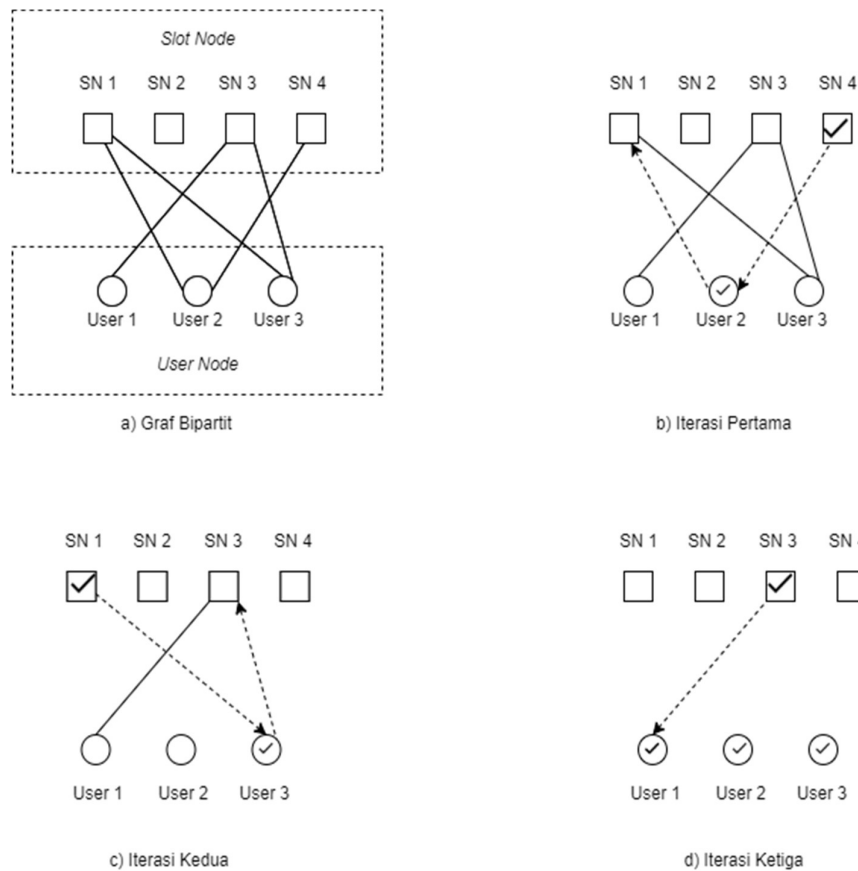 Slot Node
SN 1 SN 2 SN 3 SN 4
User 1 User 2 User 3
User Node
a) Graf Bipartit
SN 1 SN 2 SN 3 SN 4
User 1 User 2 User 3
b) Iterasi Pertama
SN 1 SN 2 SN 3 SN 4
User 1 User 2 User 3
c) Iterasi Kedua
SN 1 SN 2 SN 3 SN
User 1 User 2 User 3
d) Iterasi Ketiga